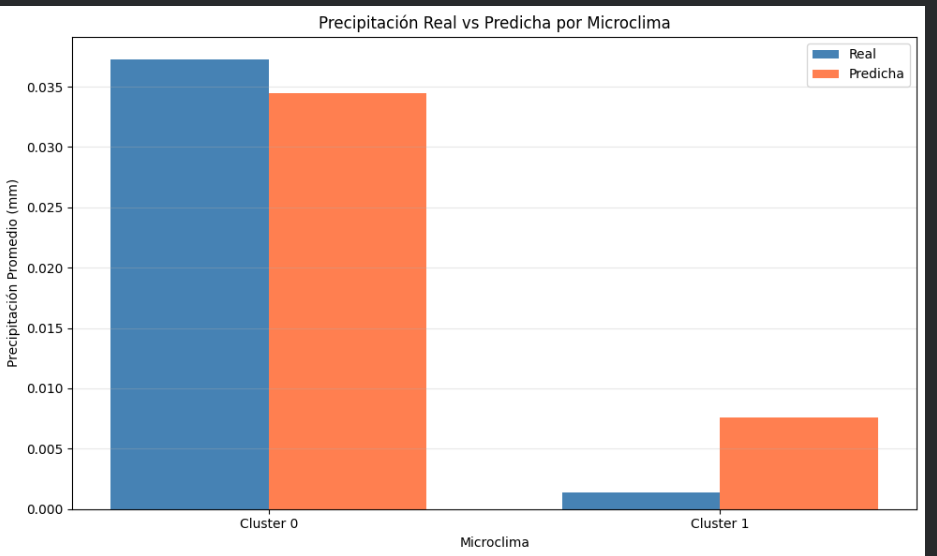 Precipitación Real vs Predicha por Microclima
Real
Predicha
Precipitación Promedio (mm)
0.035
0.030
0.025
0.020
0.015
0.010
0.005
0.000
Cluster 0
Cluster 1
Microclima